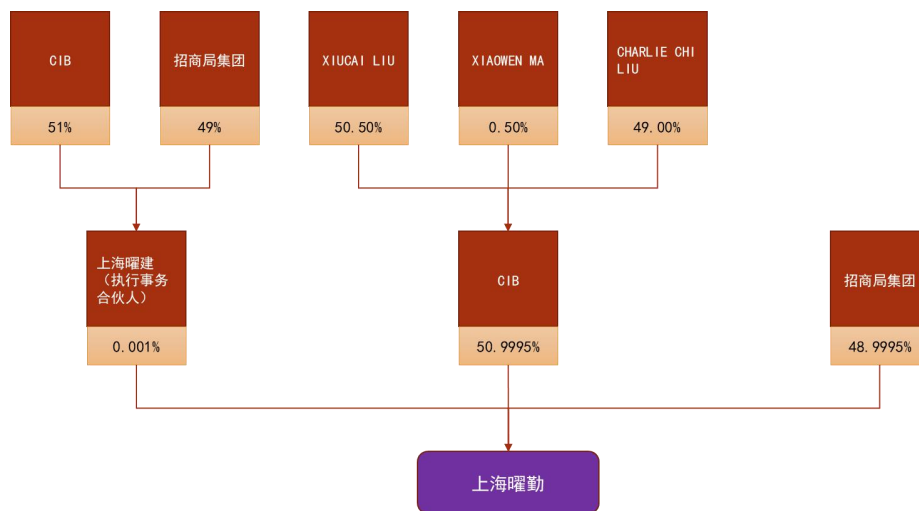 CIB
招商局集团
XIUCAI LIU
XIAOWEN MA
CHARLIE CHI
LIU
51%
49%
50.50%
0.50%
49.00%
上海曜建
（执行事务
合伙人）
CIB
招商局集团
0.001%
50.9995%
48.9995%
上海曜勤